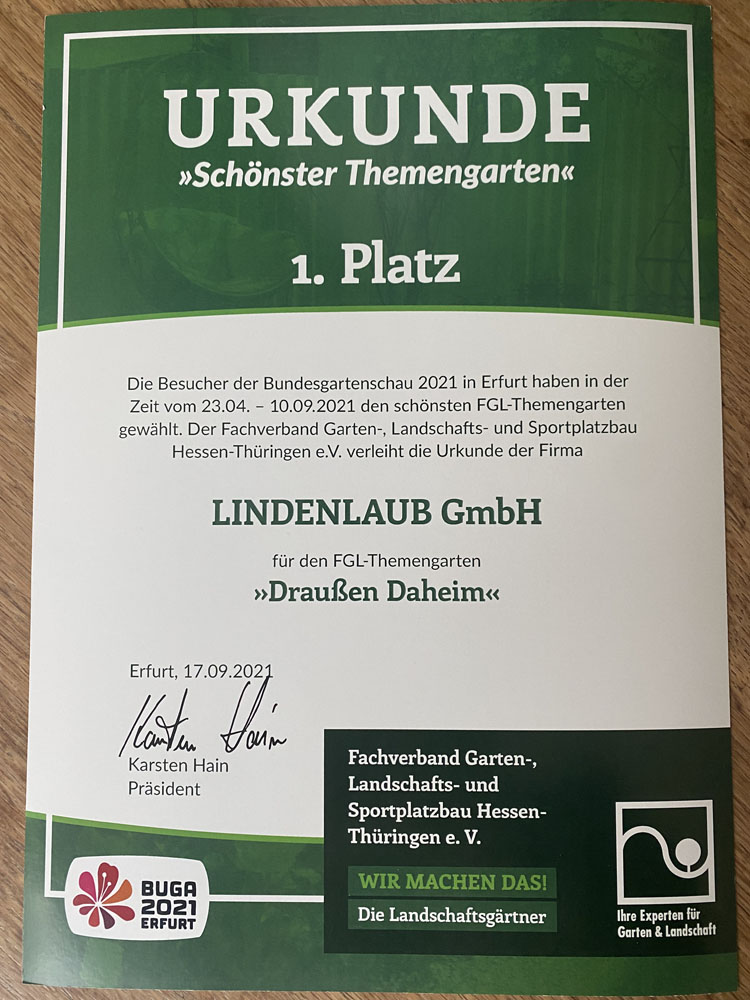 URKUNDE
»Schönster Themengarten«
1. Platz
Die Besucher der Bundesgartenschau 2021 in Erfurt haben in der
Zeit vom 23.04. – 10.09.2021 den schönsten FGL-Themengarten
gewählt. Der Fachverband Garten-, Landschafts- und Sportplatzbau
Hessen-Thüringen e.V. verleiht die Urkunde der Firma
LINDENLAUB GmbH
für den FGL-Themengarten
»Draußen Daheim«
Erfurt, 17.09.2021
Karsten Hain
Karsten Hain
Präsident
Fachverband Garten-,
Landschafts- und
Sportplatzbau Hessen-
Thüringen e. V.
WIR MACHEN DAS!
Die Landschaftsgärtner
BUGA
2021
ERFURT
Ihre Experten für
Garten & Landschaft